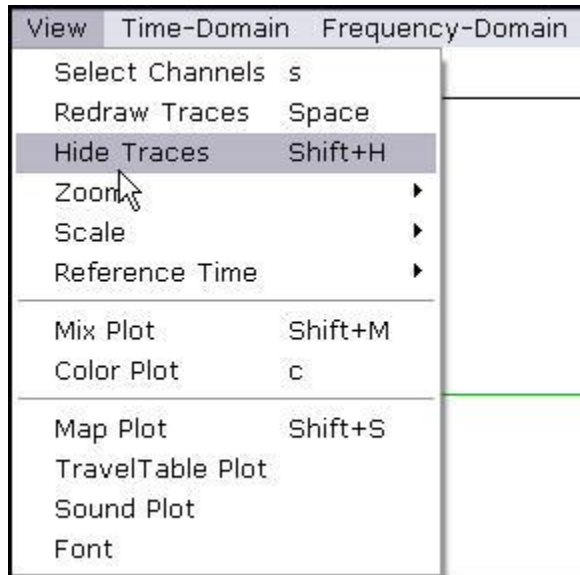 View Time-Domain Frequency-Domain
Select Channels s
Redraw Traces Space
Hide Traces Shift+H
Zoom
Scale
Reference Time
Mix Plot Shift+M
Color Plot c
Map Plot Shift+S
TravelTable Plot
Sound Plot
Font